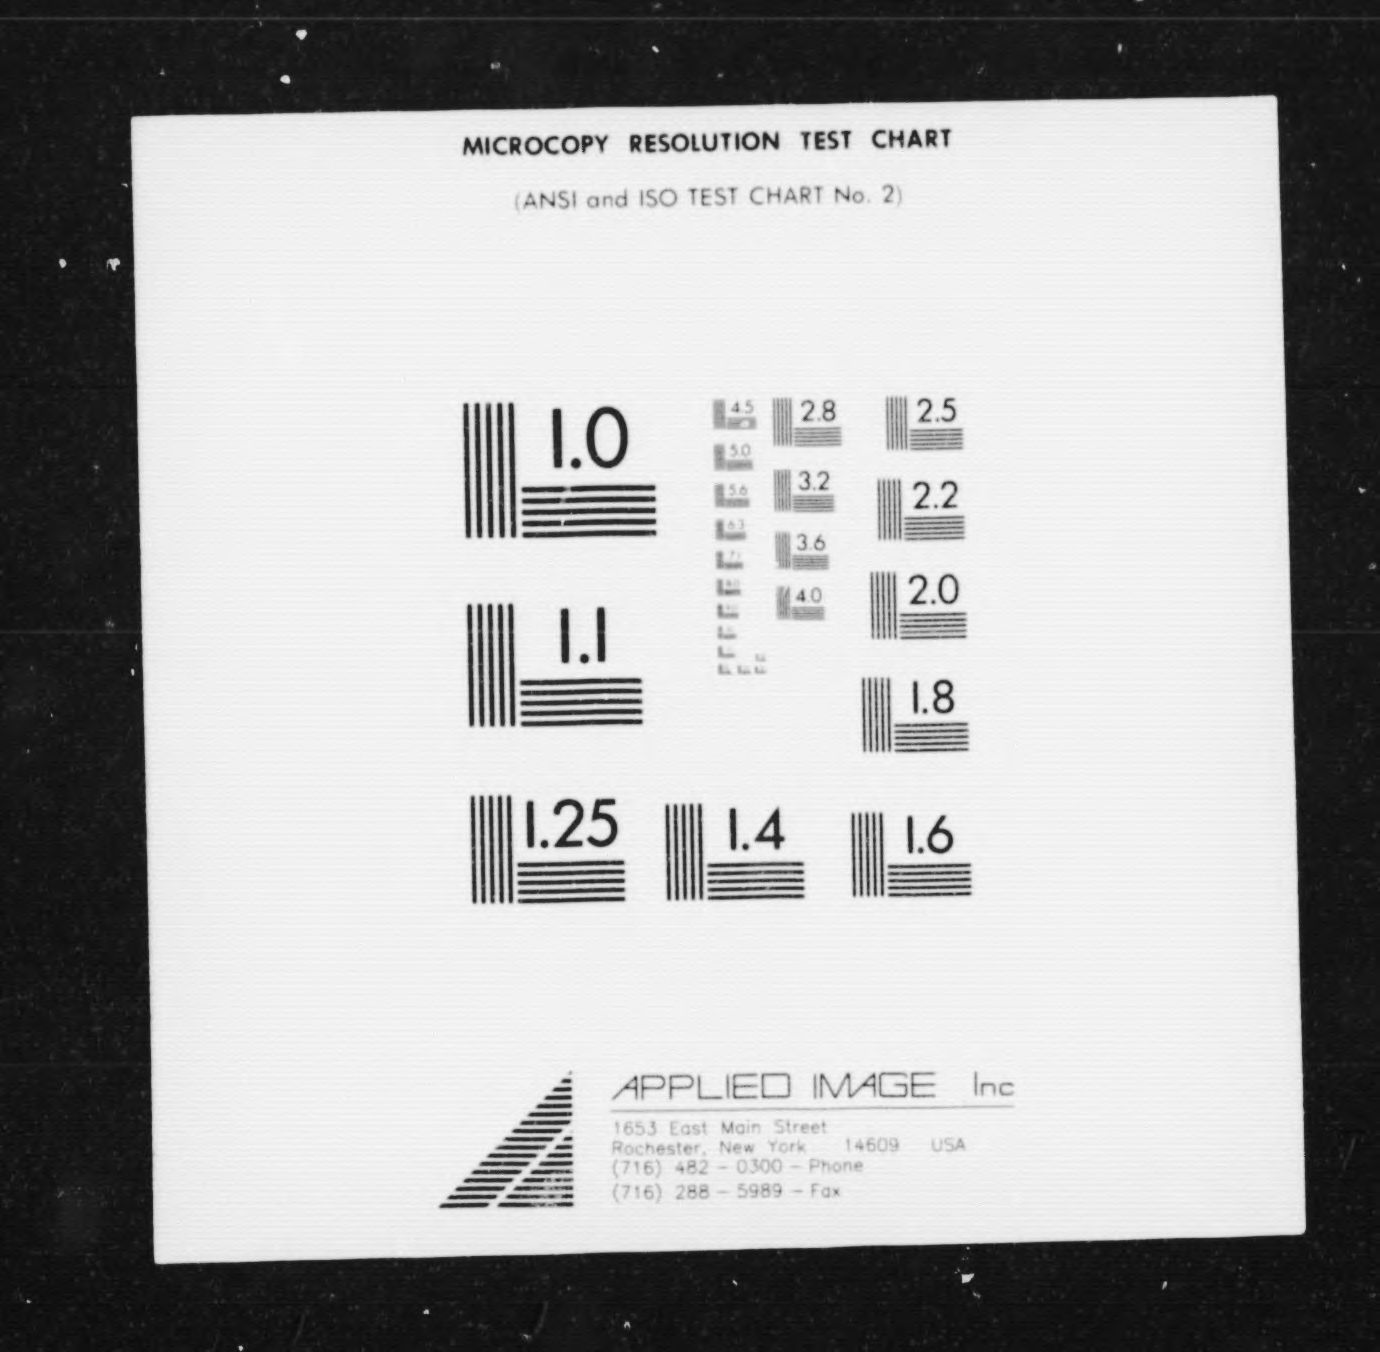 MICROCOPY RESOLUTION TEST CHART
(ANSI and ISO TEST CHART No. 2)
1.0
1.1
1.25
1.4
1.6
1.8
2.0
2.2
2.5
2.8
3.2
3.6
4.0
4.5
5.0
5.6
6.3
7.1
APPLIED IMAGE Inc
1653 East Main Street
Rochester, New York 14609 USA
(716) 482 - 0300 - Phone
(716) 288 - 5989 - Fax